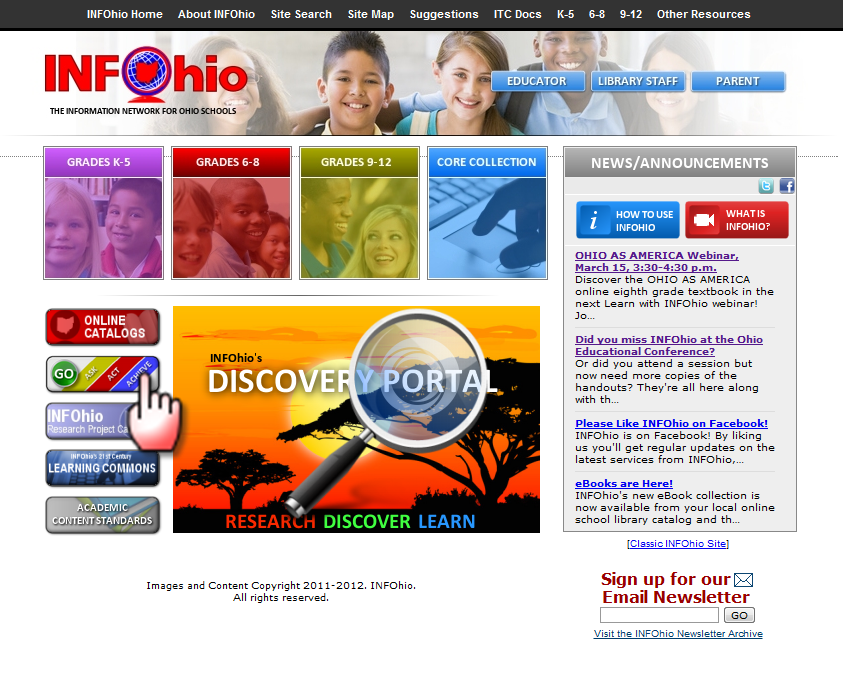 INFOhio Home About INFOhio Site Search Site Map Suggestions ITC Docs K-5 6-8 9-12 Other Resources
INFOhio
THE INFORMATION NETWORK FOR OHIO SCHOOLS
EDUCATOR LIBRARY STAFF PARENT
GRADES K-5 GRADES 6-8 GRADES 9-12 CORE COLLECTION
ONLINE
CATALOGS
GO ASK ACT ACHIEVE
INFOhio
Research Project
INFOhio's 21st Century
LEARNING COMMONS
ACADEMIC
CONTENT STANDARDS
INFOhio's
DISCOVERY PORTAL
RESEARCH DISCOVER LEARN
NEWS/ANNOUNCEMENTS
HOW TO USE
INFOHIO
WHAT IS
INFOHIO?
OHIO AS AMERICA Webinar,
March 15, 3:30-4:30 p.m.
Discover the OHIO AS AMERICA
online eighth grade textbook in the
next Learn with INFOhio webinar!
Jo...
Did you miss INFOhio at the Ohio
Educational Conference?
Or did you attend a session but
now need more copies of the
handouts? They're all here along
with th...
Please Like INFOhio on Facebook!
INFOhio is on Facebook! By liking
us you'll get regular updates on the
latest services from INFOhio,...
eBooks are Here!
INFOhio's new eBook collection is
now available from your local online
school library catalog and th...
[Classic INFOhio Site]
Sign up for our
Email Newsletter
GO
Visit the INFOhio Newsletter Archive
Images and Content Copyright 2011-2012. INFOhio.
All rights reserved.